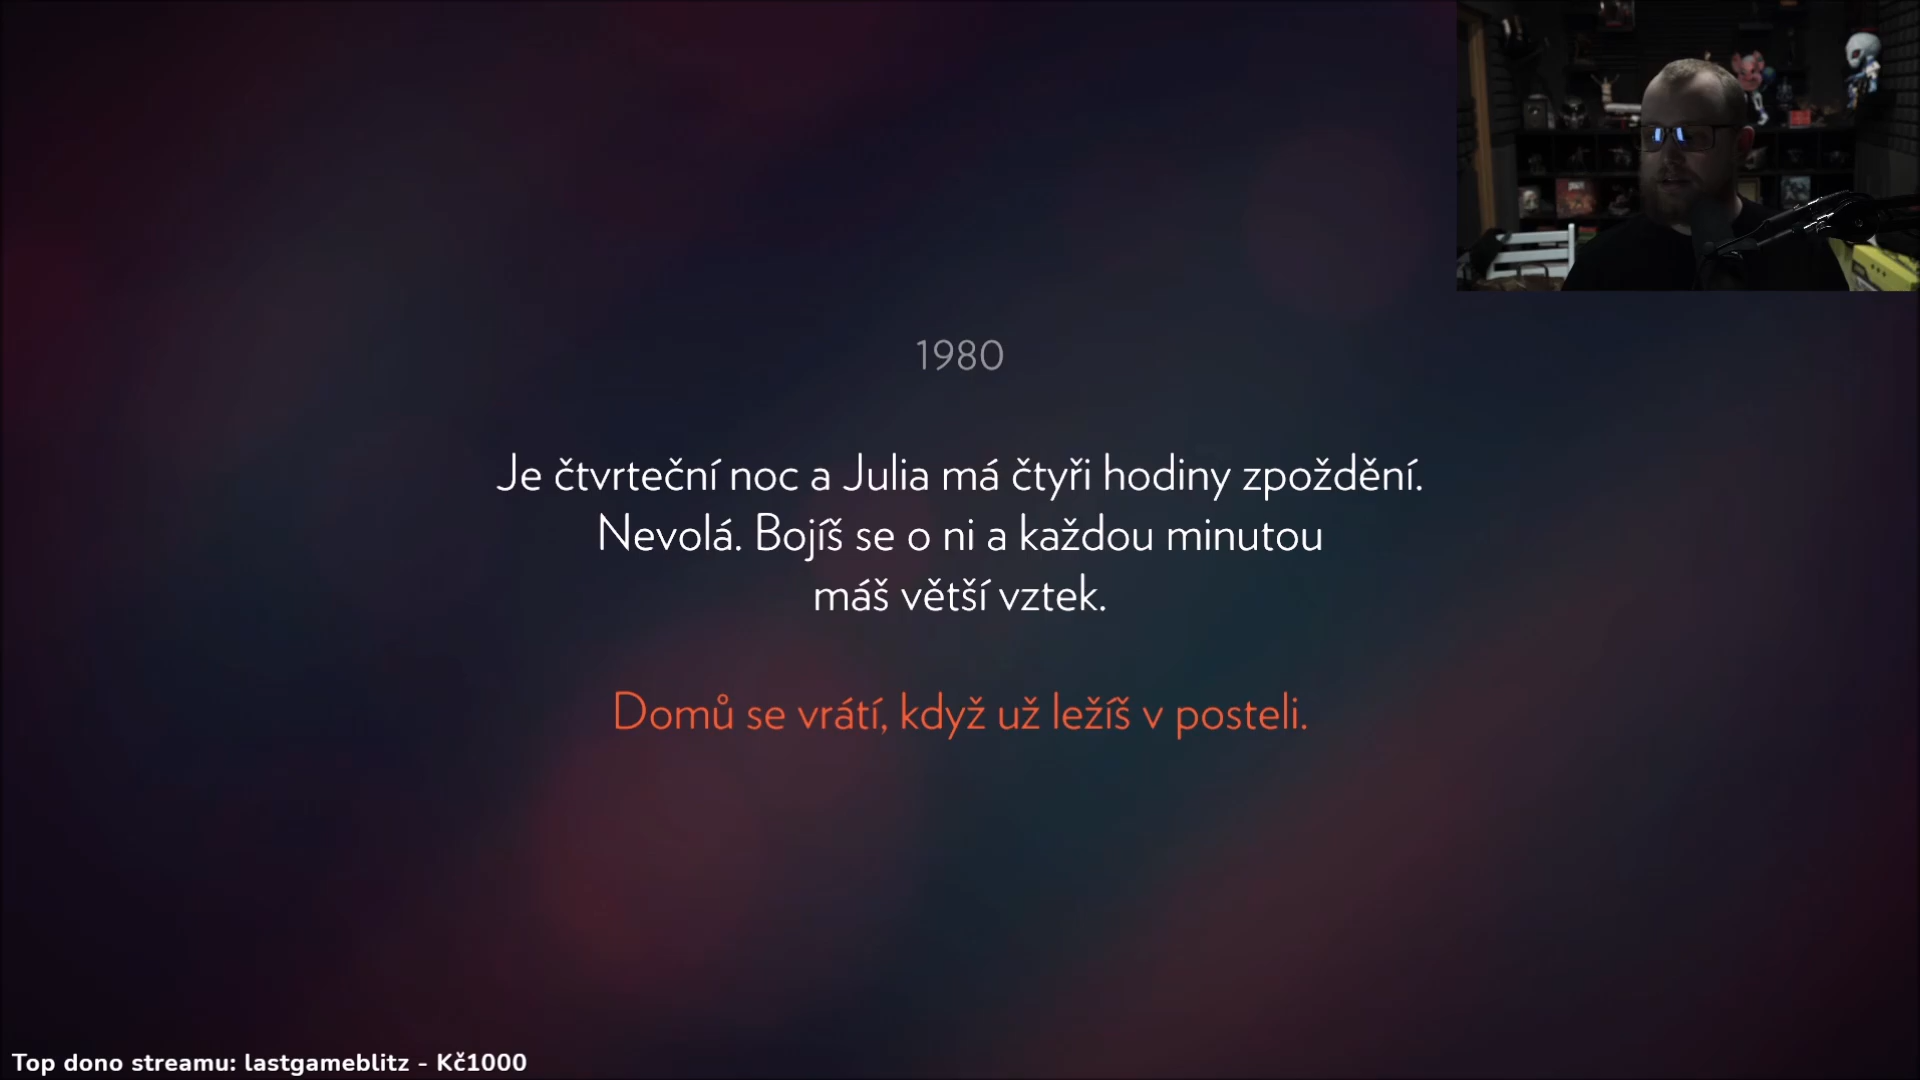 1980
Je čtvrteční noc a Julia má čtyři hodiny zpoždění.
Nevolá. Bojíš se o ni a každou minutou
máš větší vztek.
Domů se vrátí, když už ležíš v posteli.
Top dono streamu: lastgameblitz - Kč1000